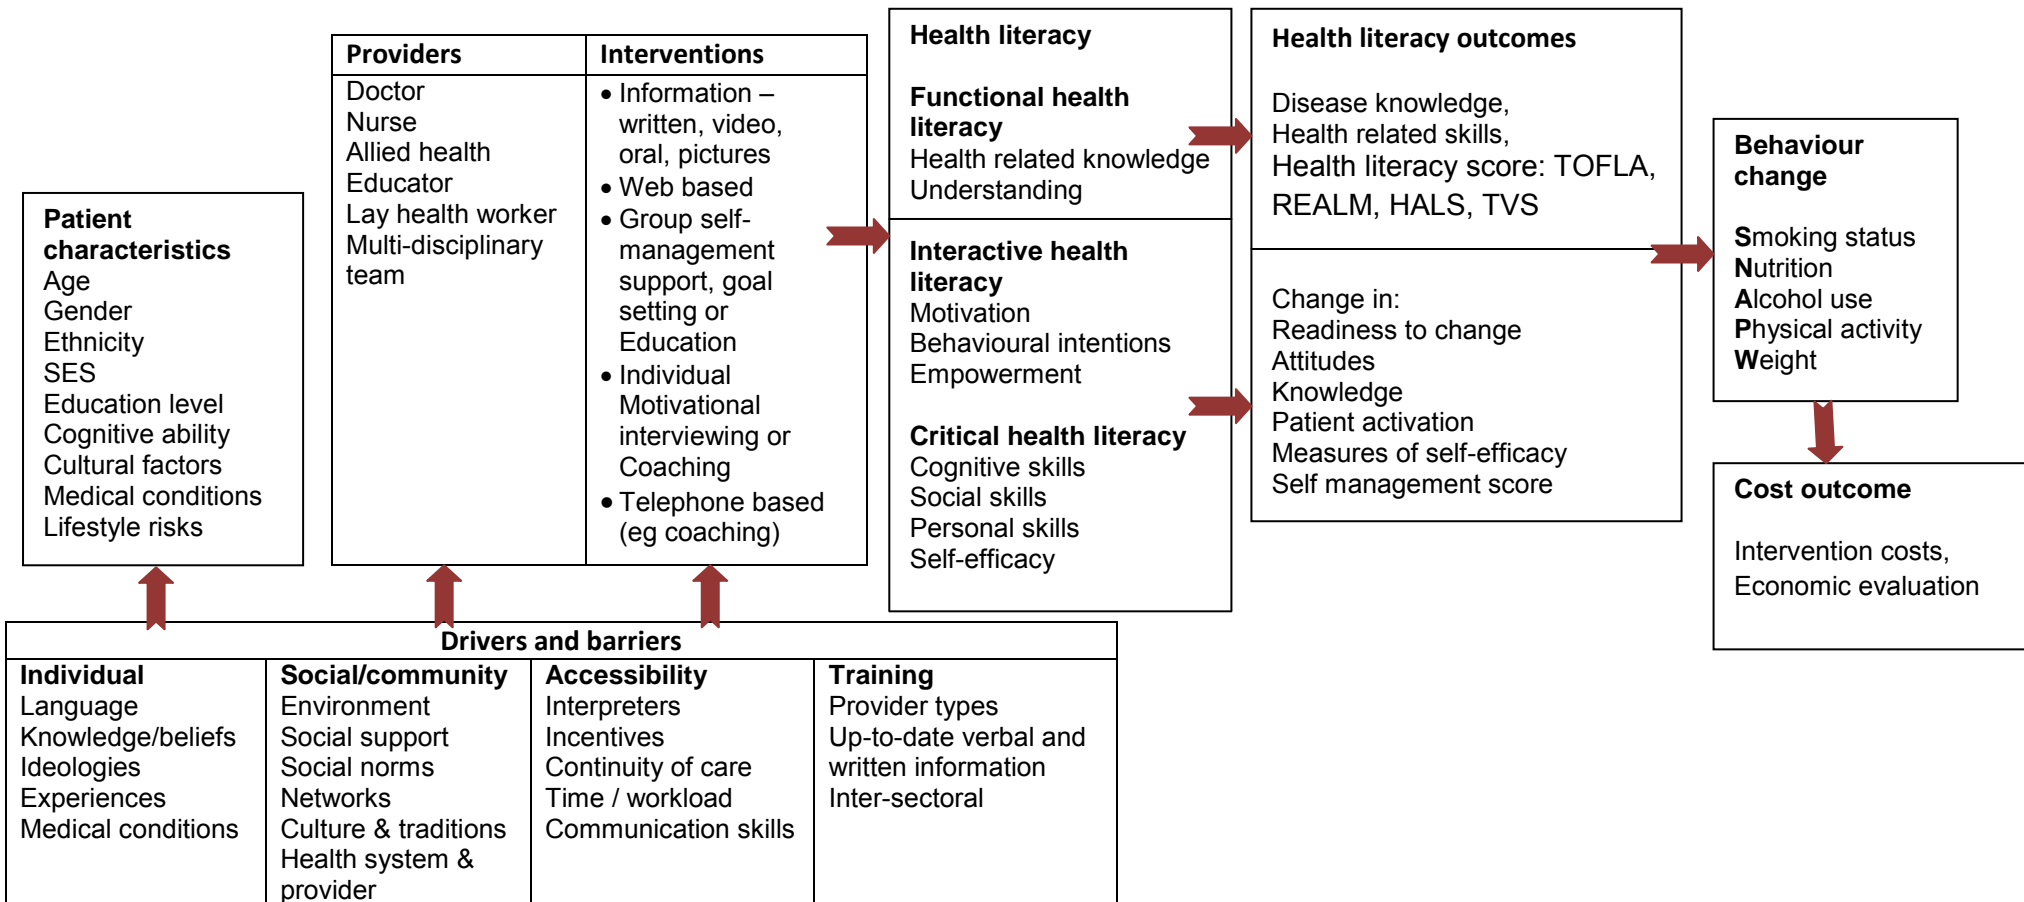 Patient
characteristics
Age
Gender
Ethnicity
SES
Education level
Cognitive ability
Cultural factors
Medical conditions
Lifestyle risks
Providers
Doctor
Nurse
Allied health
Educator
Lay health worker
Multi-disciplinary
team
Interventions
• Information –
written, video,
oral, pictures
• Web based
• Group self-
management
support, goal
setting or
Education
• Individual
Motivational
interviewing or
Coaching
• Telephone based
(eg coaching)
Health literacy
Functional health
literacy
Health related knowledge
Understanding
Interactive health
literacy
Motivation
Behavioural intentions
Empowerment
Critical health literacy
Cognitive skills
Social skills
Personal skills
Self-efficacy
Health literacy outcomes
Disease knowledge,
Health related skills,
Health literacy score: TOFLA,
REALM, HALS, TVS
Change in:
Readiness to change
Attitudes
Knowledge
Patient activation
Measures of self-efficacy
Self management score
Behaviour
change
Smoking status
Nutrition
Alcohol use
Physical activity
Weight
Cost outcome
Intervention costs,
Economic evaluation
Drivers and barriers
Individual
Language
Knowledge/beliefs
Ideologies
Experiences
Medical conditions
Social/community
Environment
Social support
Social norms
Networks
Culture & traditions
Health system &
provider
Accessibility
Interpreters
Incentives
Continuity of care
Time / workload
Communication skills
Training
Provider types
Up-to-date verbal and
written information
Inter-sectoral